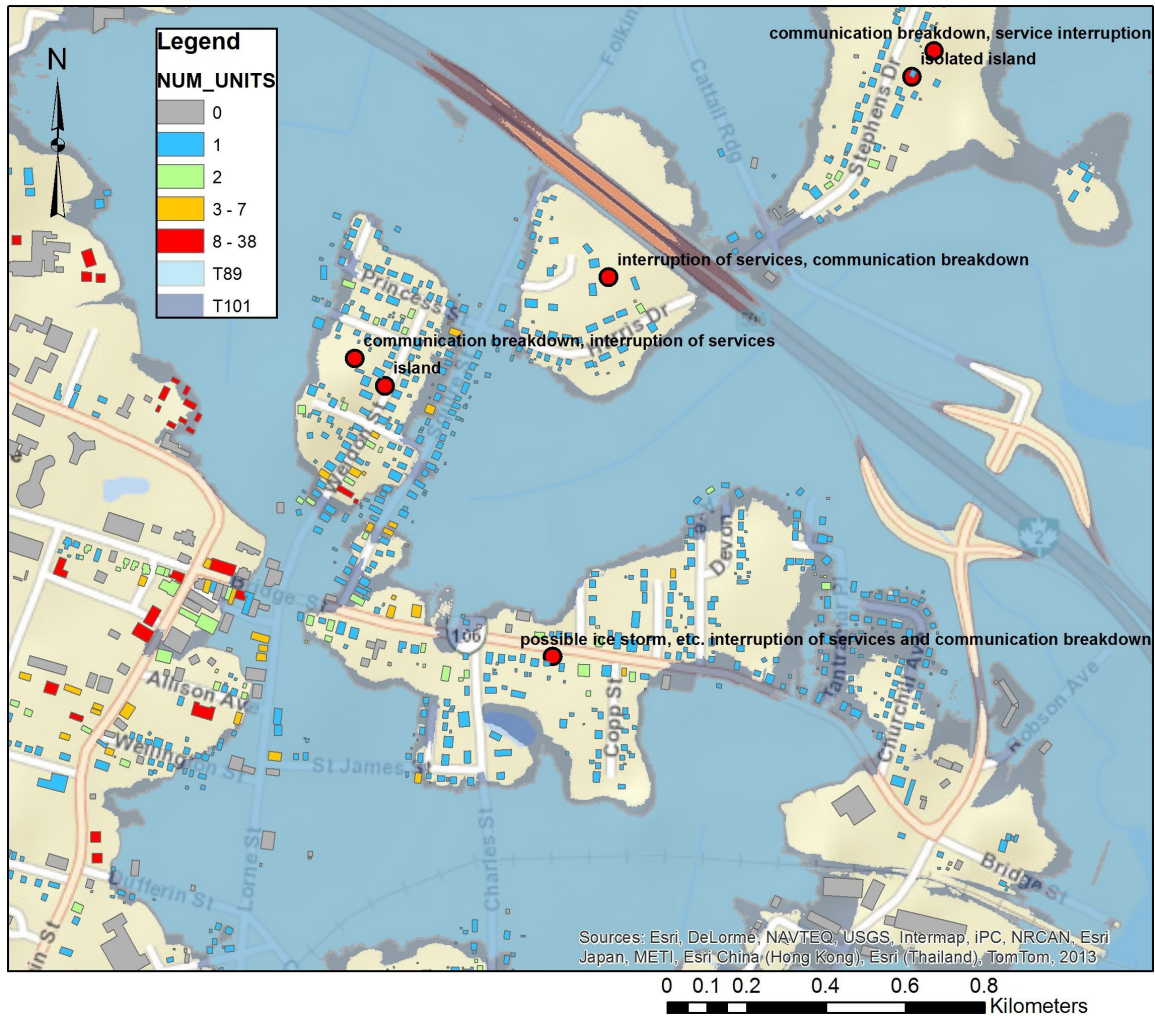 Legend
NUM_UNITS
0
1
2
3 - 7
8 - 38
T89
T101
N
communication breakdown, service interruption
isolated island
Stephens Dr
Cattail Rdg
Folkin
interruption of services, communication breakdown
Harris Dr
Princess S
communication breakdown, interruption of services
island
2
Devon
106
possible ice storm, etc. interruption of services and communication breakdown
Bridge St
Copp St
Tantramar Pl
Churchill Ave
Robson Ave
Allison Ave
Wellington St
St James St
Charles St
Lorne St
Dufferin St
in St
Bridge St
Sources: Esri, DeLorme, NAVTEQ, USGS, Intermap, iPC, NRCAN, Esri
Japan, METI, Esri China (Hong Kong), Esri (Thailand), TomTom, 2013
0 0.1 0.2 0.4 0.6 0.8
Kilometers